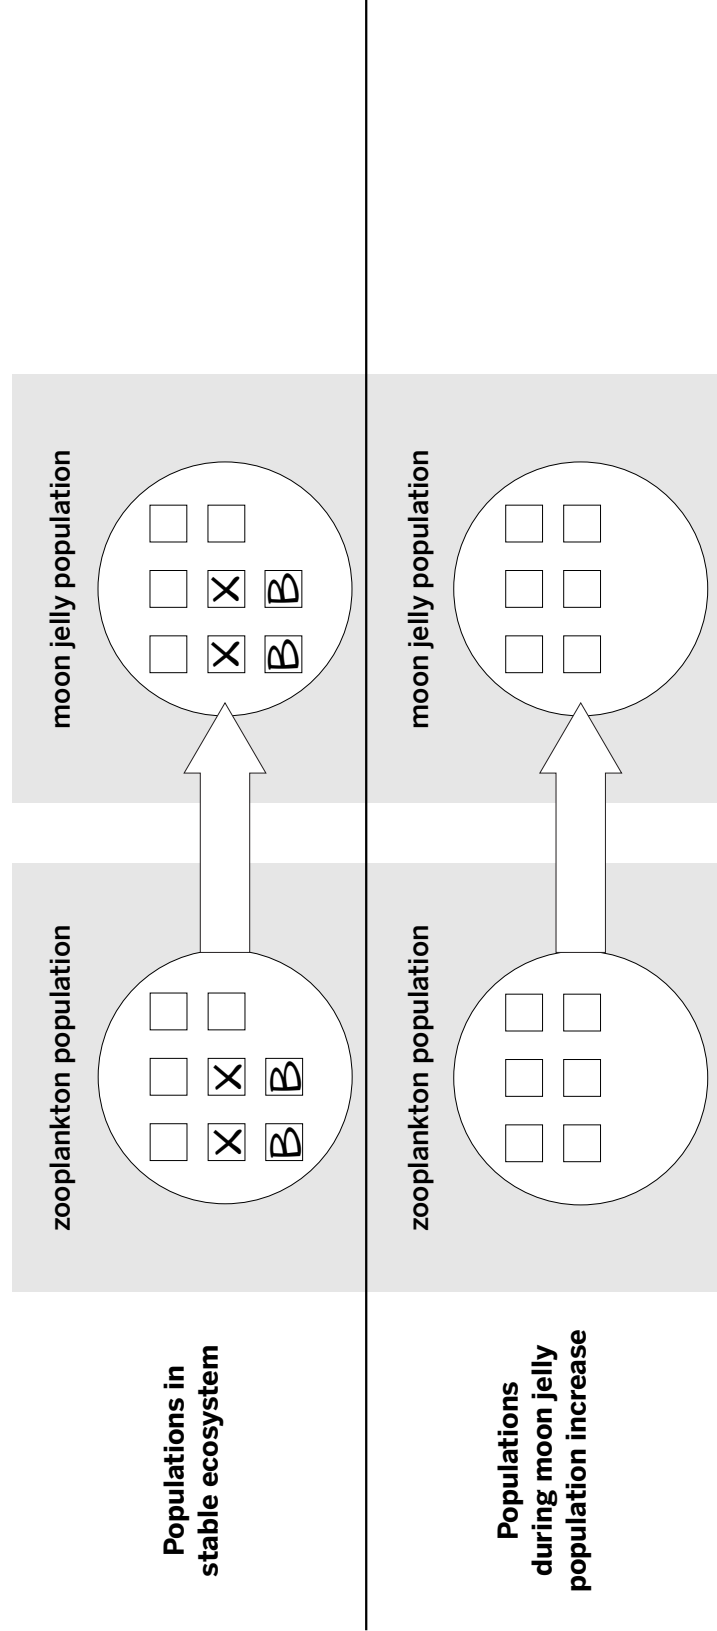 zooplankton population
moon jelly population
Populations in
stable ecosystem
X X
X X
B B
B B
zooplankton population
moon jelly population
Populations
during moon jelly
population increase